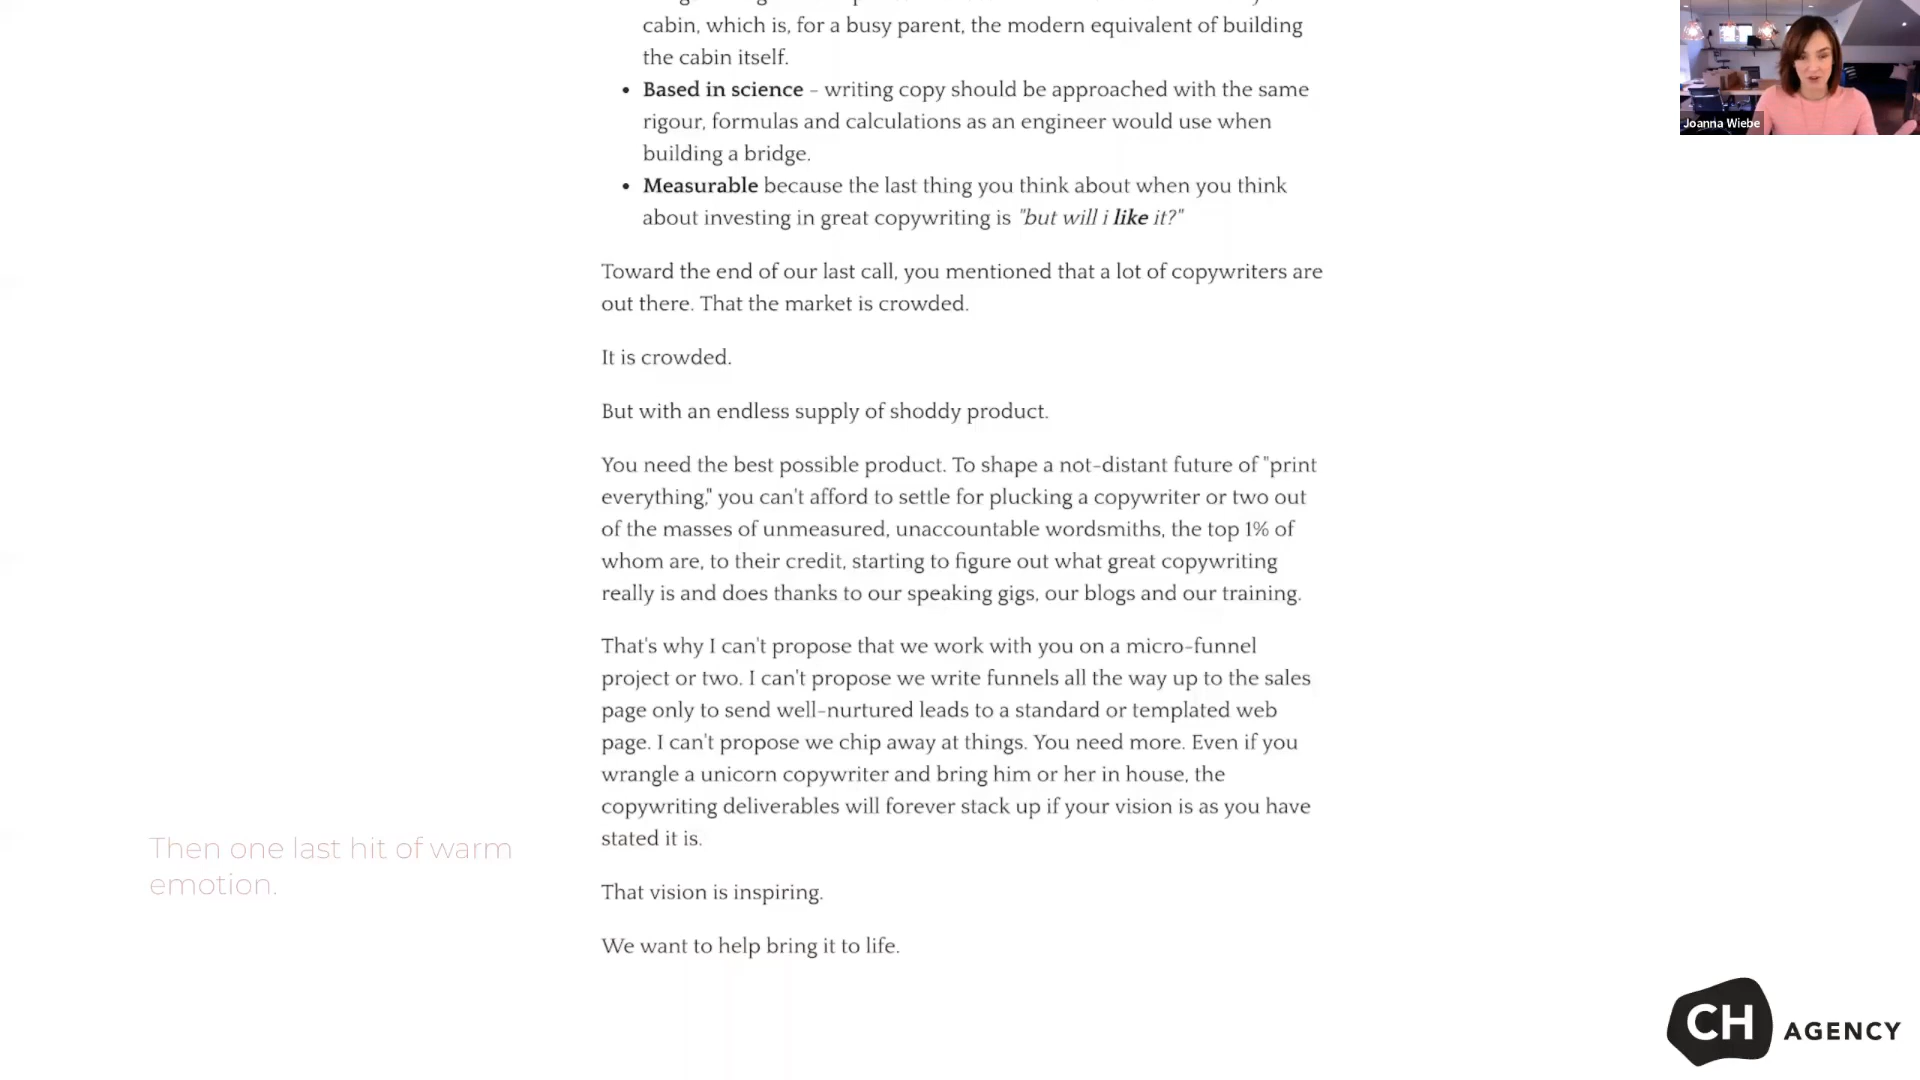 cabin, which is, for a busy parent, the modern equivalent of building
the cabin itself.
• Based in science – writing copy should be approached with the same
rigour, formulas and calculations as an engineer would use when
building a bridge.
• Measurable because the last thing you think about when you think
about investing in great copywriting is "but will i like it?"
Toward the end of our last call, you mentioned that a lot of copywriters are
out there. That the market is crowded.
It is crowded.
But with an endless supply of shoddy product.
You need the best possible product. To shape a not-distant future of "print
everything," you can't afford to settle for plucking a copywriter or two out
of the masses of unmeasured, unaccountable wordsmiths, the top 1% of
whom are, to their credit, starting to figure out what great copywriting
really is and does thanks to our speaking gigs, our blogs and our training.
That's why I can't propose that we work with you on a micro-funnel
project or two. I can't propose we write funnels all the way up to the sales
page only to send well-nurtured leads to a standard or templated web
page. I can't propose we chip away at things. You need more. Even if you
wrangle a unicorn copywriter and bring him or her in house, the
copywriting deliverables will forever stack up if your vision is as you have
stated it is.
That vision is inspiring.
We want to help bring it to life.
Then one last hit of warm
emotion.
Joanna Wiebe
CH AGENCY